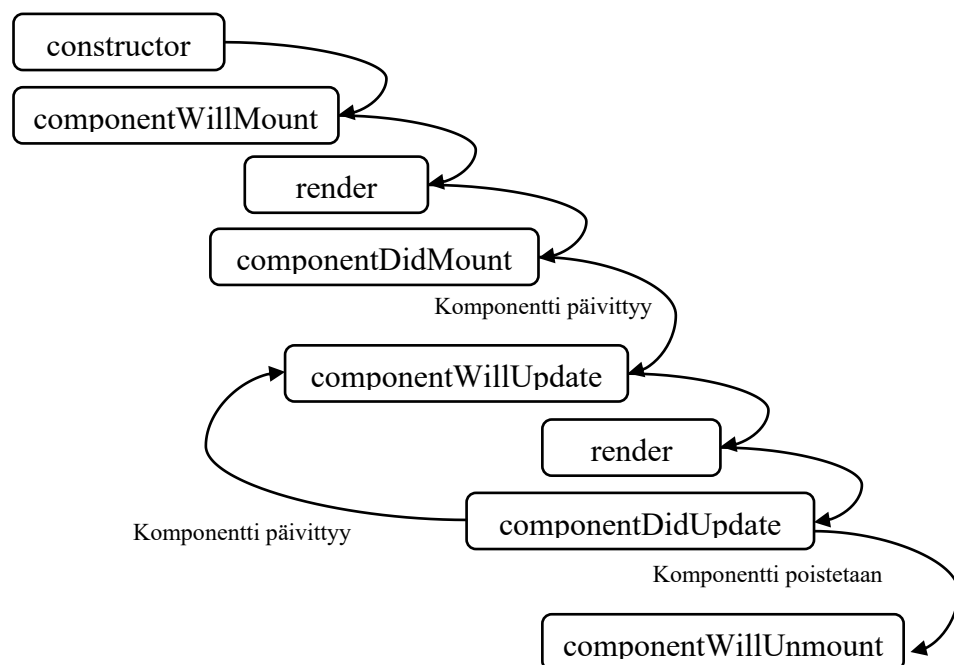 constructor
componentWillMount
render
componentDidMount
Komponentti päivittyy
componentWillUpdate
render
componentDidUpdate
Komponentti päivittyy
Komponentti poistetaan
componentWillUnmount